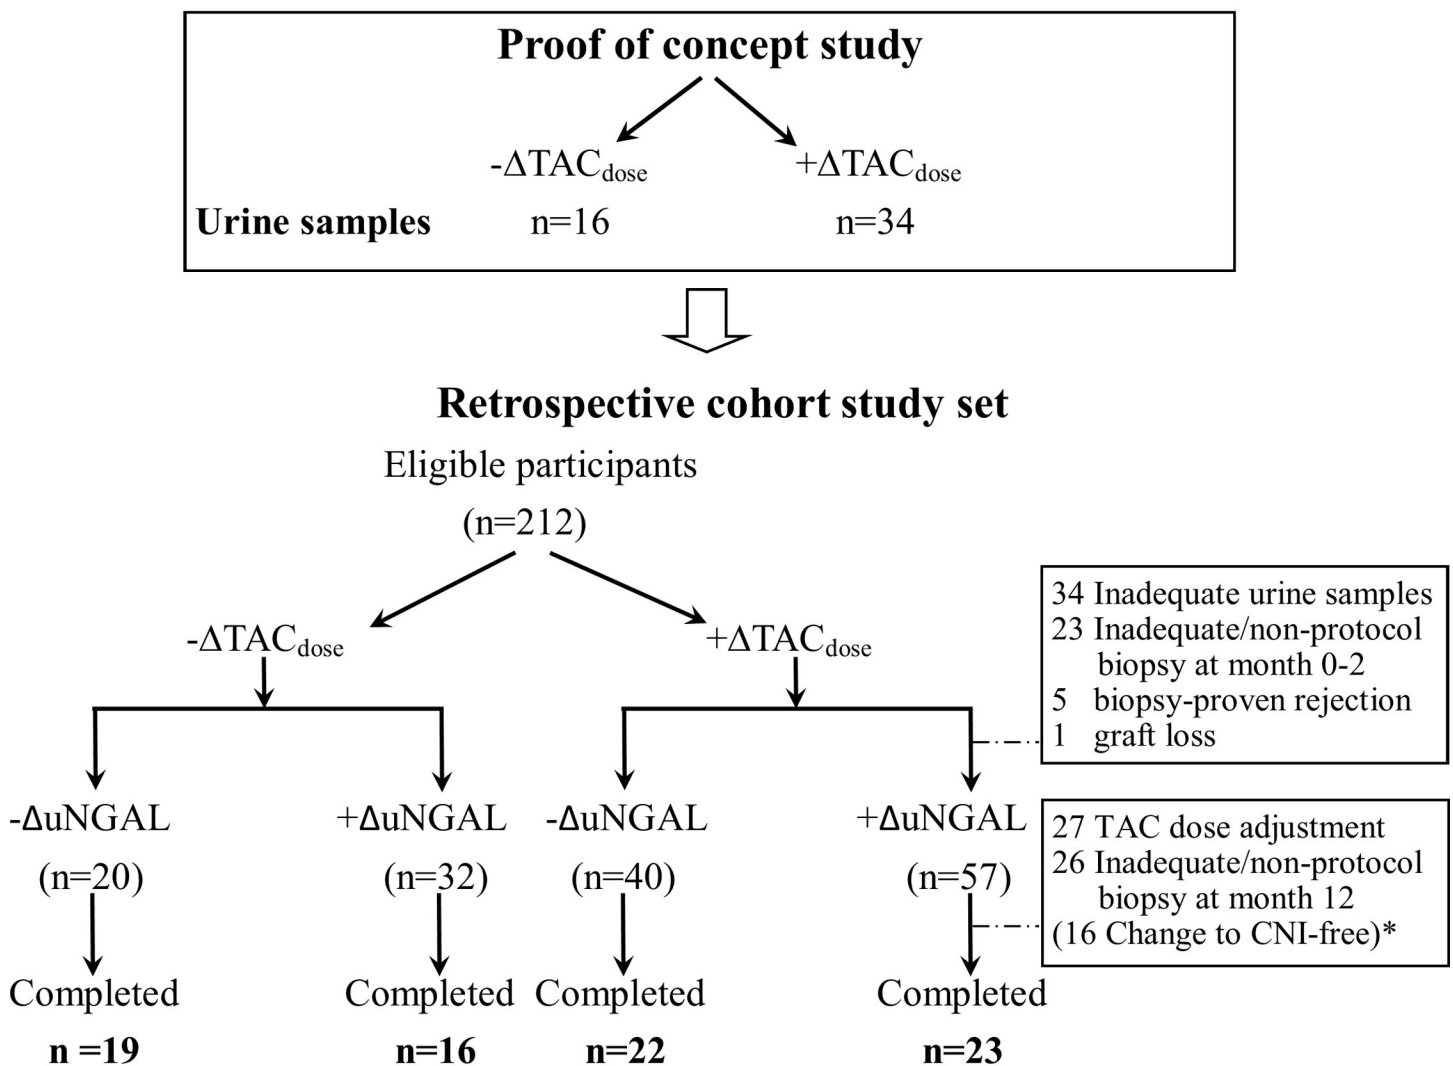 Proof of concept study
-ΔTACdose +ΔTACdose
Urine samples n=16 n=34
Retrospective cohort study set
Eligible participants
(n=212)
-ΔTACdose +ΔTACdose
34 Inadequate urine samples
23 Inadequate/non-protocol
biopsy at month 0-2
5 biopsy-proven rejection
1 graft loss
-ΔuNGAL +ΔuNGAL -ΔuNGAL +ΔuNGAL
(n=20) (n=32) (n=40) (n=57)
27 TAC dose adjustment
26 Inadequate/non-protocol
biopsy at month 12
(16 Change to CNI-free)*
Completed Completed Completed Completed
n =19 n=16 n=22 n=23